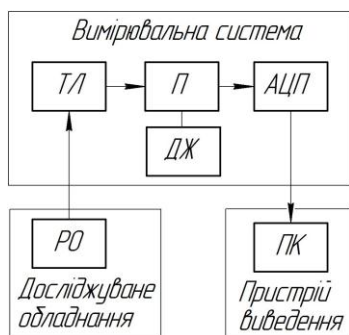 Вимірювальна система
ТЛ
П
АЦП
ДЖ
РО
Досліджуване
обладнання
ПК
Пристрій
виведення